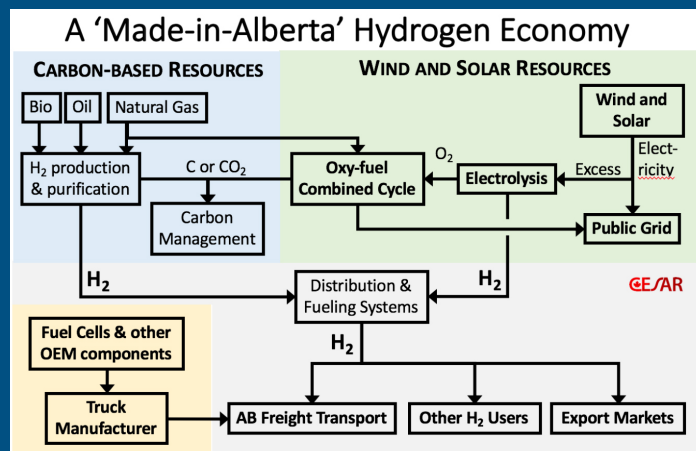 A ‘Made-in-Alberta’ Hydrogen Economy
CARBON-BASED RESOURCES
WIND AND SOLAR RESOURCES
Bio
Oil
Natural Gas
Wind and
Solar
H₂ production
& purification
C or CO₂
Oxy-fuel
Combined Cycle
O₂
Electrolysis
Excess
Elect-
ricity
Carbon
Management
Public Grid
H₂
Distribution &
Fueling Systems
H₂
CESAR
H₂
Fuel Cells & other
OEM components
Truck
Manufacturer
AB Freight Transport
Other H₂ Users
Export Markets